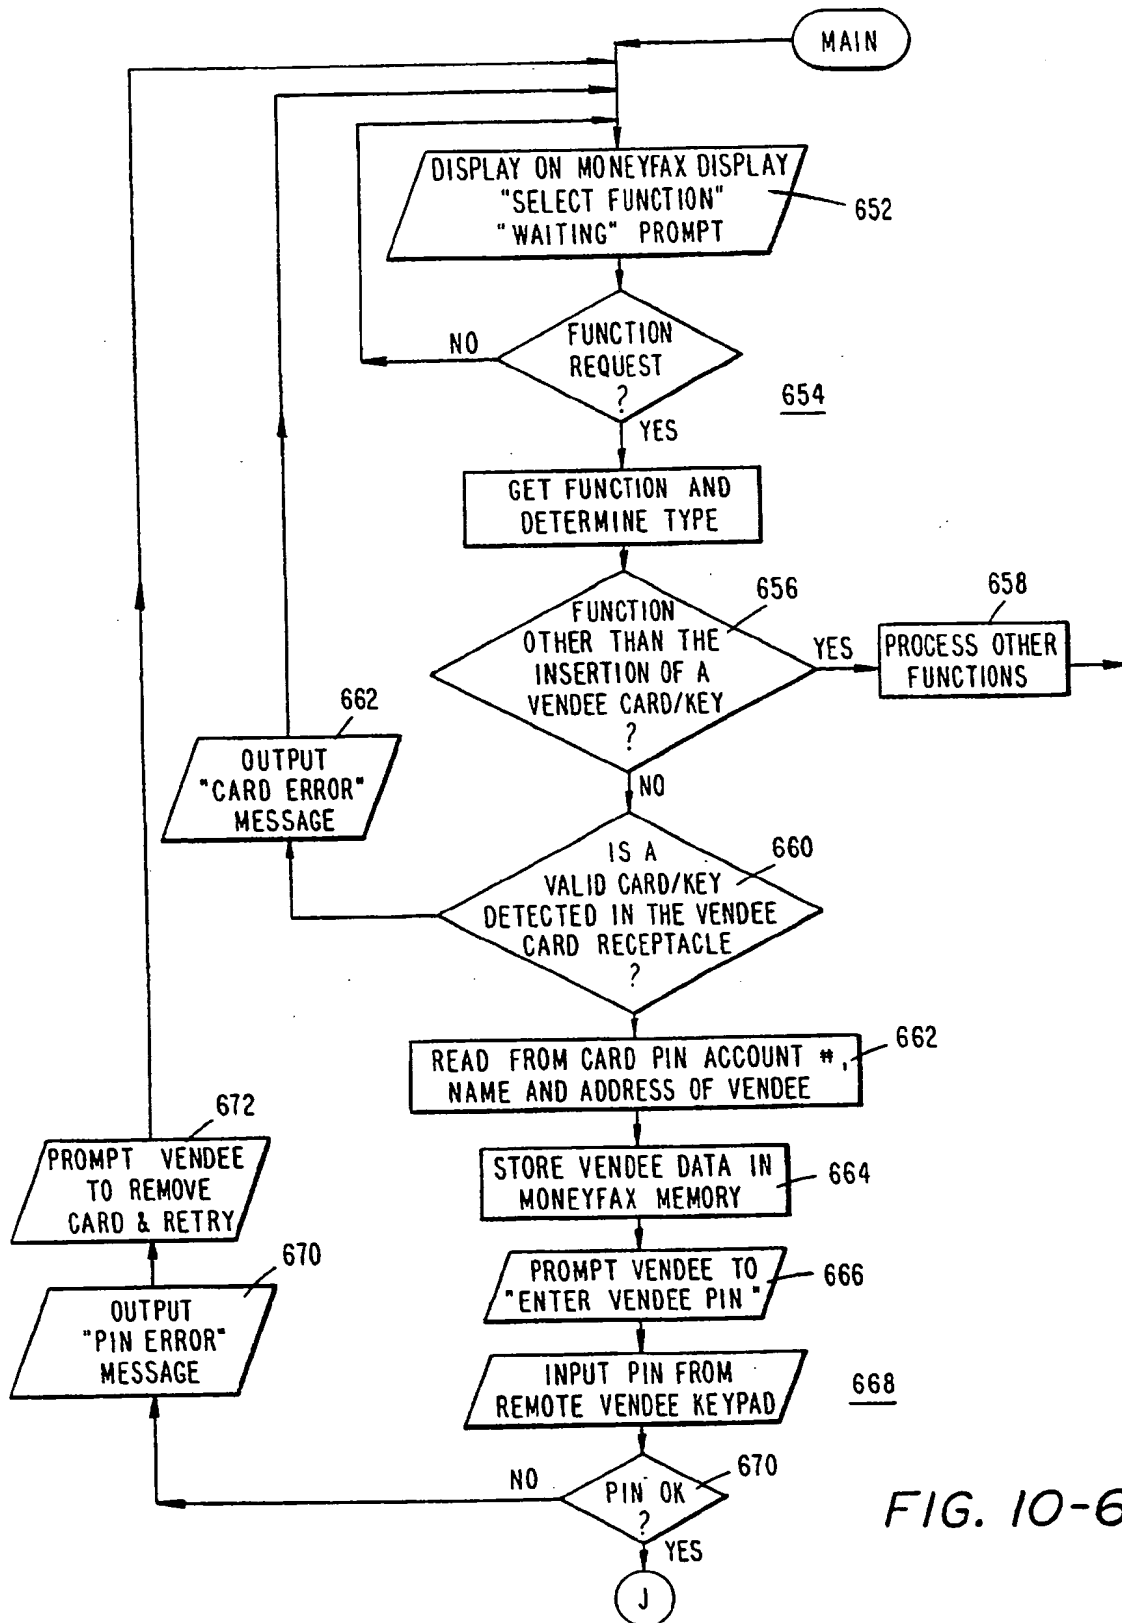 MAIN
DISPLAY ON MONEYFAX DISPLAY
"SELECT FUNCTION"
"WAITING" PROMPT
652
FUNCTION
REQUEST
?
NO
654
YES
GET FUNCTION AND
DETERMINE TYPE
656
FUNCTION
OTHER THAN THE
INSERTION OF A
VENDEE CARD/KEY
?
YES
658
PROCESS OTHER
FUNCTIONS
NO
662
OUTPUT
"CARD ERROR"
MESSAGE
660
IS A
VALID CARD/KEY
DETECTED IN THE VENDEE
CARD RECEPTACLE
?
READ FROM CARD PIN ACCOUNT #,
NAME AND ADDRESS OF VENDEE
662
STORE VENDEE DATA IN
MONEYFAX MEMORY
664
672
PROMPT VENDEE
TO REMOVE
CARD & RETRY
PROMPT VENDEE TO
"ENTER VENDEE PIN"
666
670
OUTPUT
"PIN ERROR"
MESSAGE
INPUT PIN FROM
REMOTE VENDEE KEYPAD
668
NO
PIN OK
?
670
YES
J
FIG. 10-6